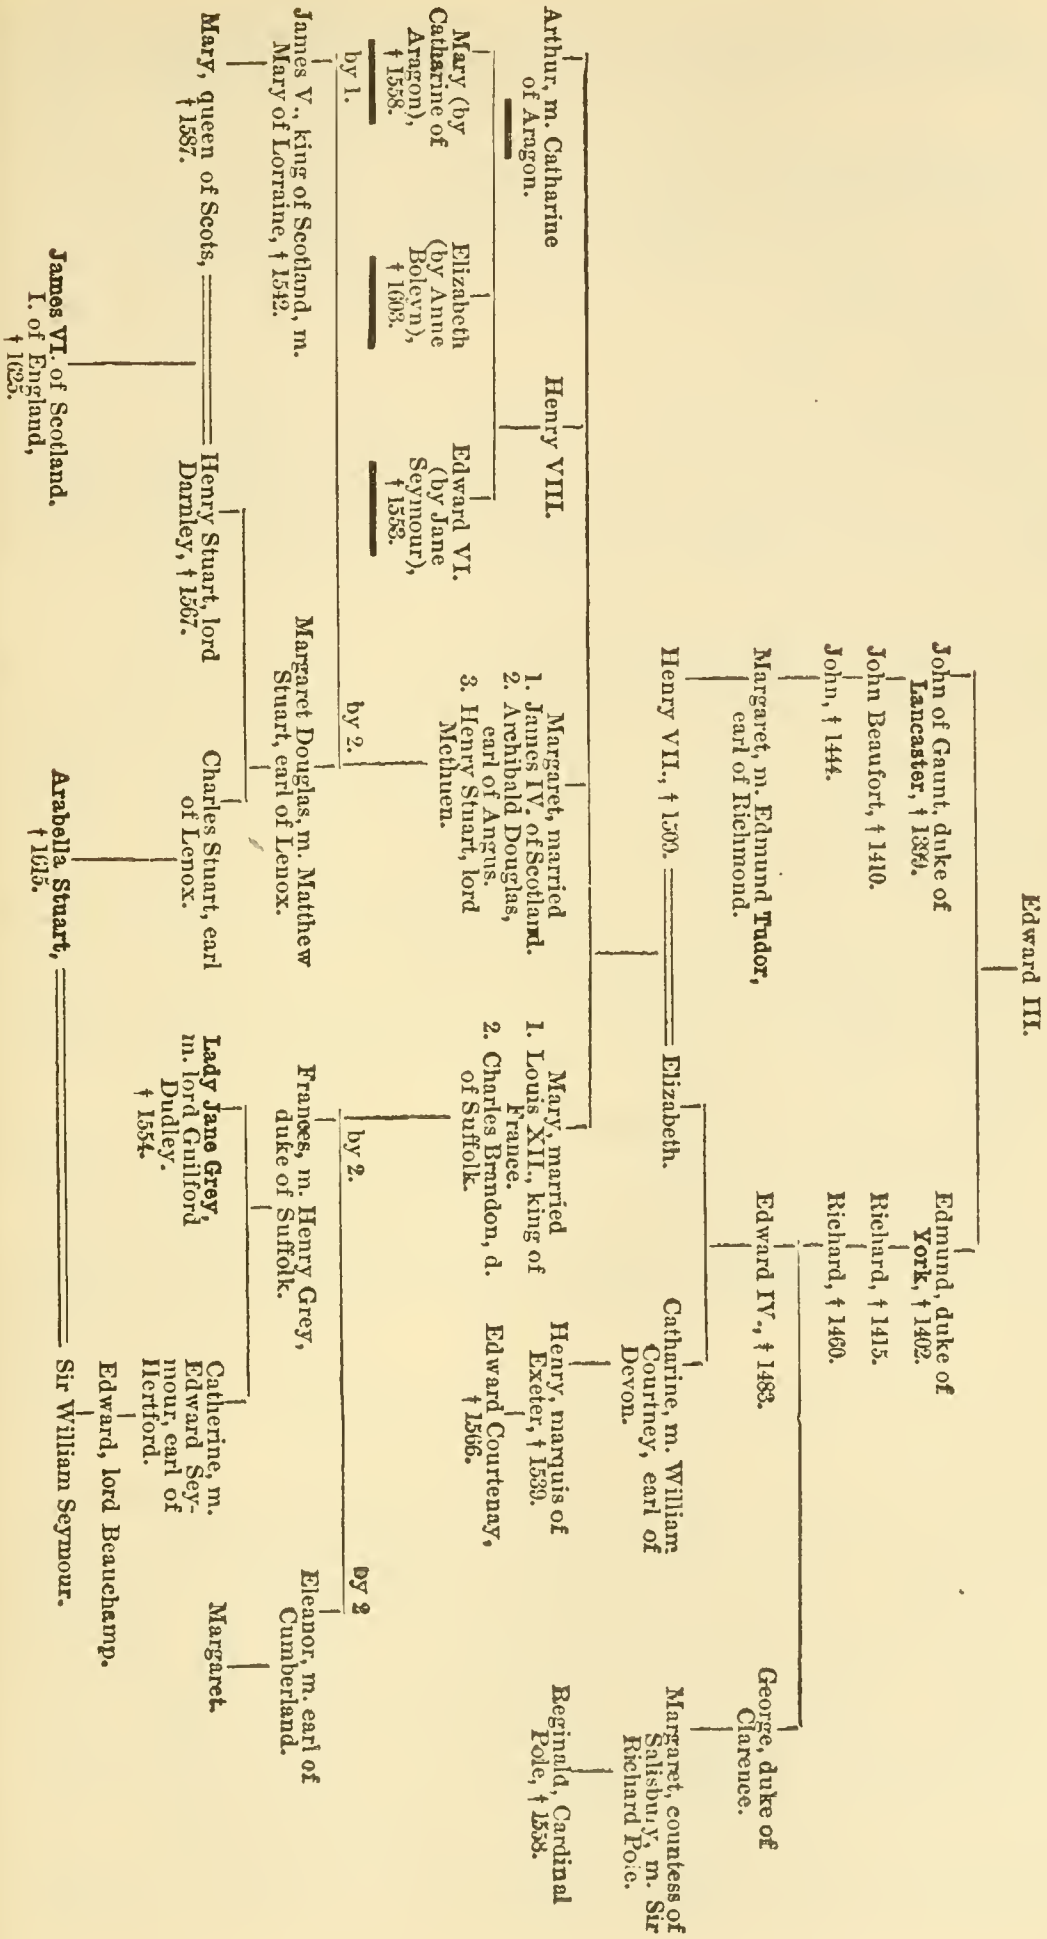 Edward III.
John of Gaunt, duke of
Lancaster, † 1399.
Edmund, duke of
York, † 1402.
John Beaufort, † 1410.
Richard, † 1415.
John, † 1444.
Richard, † 1460.
Margaret, m. Edmund Tudor,
earl of Richmond.
Edward IV., † 1483.
George, duke of
Clarence.
Henry VII., † 1509.
Elizabeth.
Catharine, m. William
Courtney, earl of
Devon.
Margaret, countess of
Salisbury, m. Sir
Richard Pole.
Arthur, m. Catharine
of Aragon.
Henry VIII.
Margaret, married
1. James IV. of Scotland.
2. Archibald Douglas,
earl of Angus.
3. Henry Stuart, lord
Methuen.
Mary, married
1. Louis XII., king of
France.
2. Charles Brandon, d.
of Suffolk.
Henry, marquis of
Exeter, † 1539.
Edward Courtenay,
† 1566.
Reginald, Cardinal
Pole, † 1558.
Mary (by
Catharine of
Aragon),
† 1558.
Elizabeth
(by Anne
Boleyn),
† 1603.
Edward VI.
(by Jane
Seymour),
† 1553.
by 1.
by 2.
by 2.
by 2
James V., king of Scotland, m.
Mary of Lorraine, † 1542.
Margaret Douglas, m. Matthew
Stuart, earl of Lenox.
Frances, m. Henry Grey,
duke of Suffolk.
Eleanor, m. earl of
Cumberland.
Mary, queen of Scots,
† 1587.
Henry Stuart, lord
Darnley, † 1567.
Charles Stuart, earl
of Lenox.
Lady Jane Grey,
m. lord Guilford
Dudley.
† 1554.
Catherine, m.
Edward Sey-
mour, earl of
Hertford.
Margaret.
Edward, lord Beauchamp.
James VI. of Scotland.
I. of England,
† 1625.
Arabella Stuart,
† 1615.
Sir William Seymour.